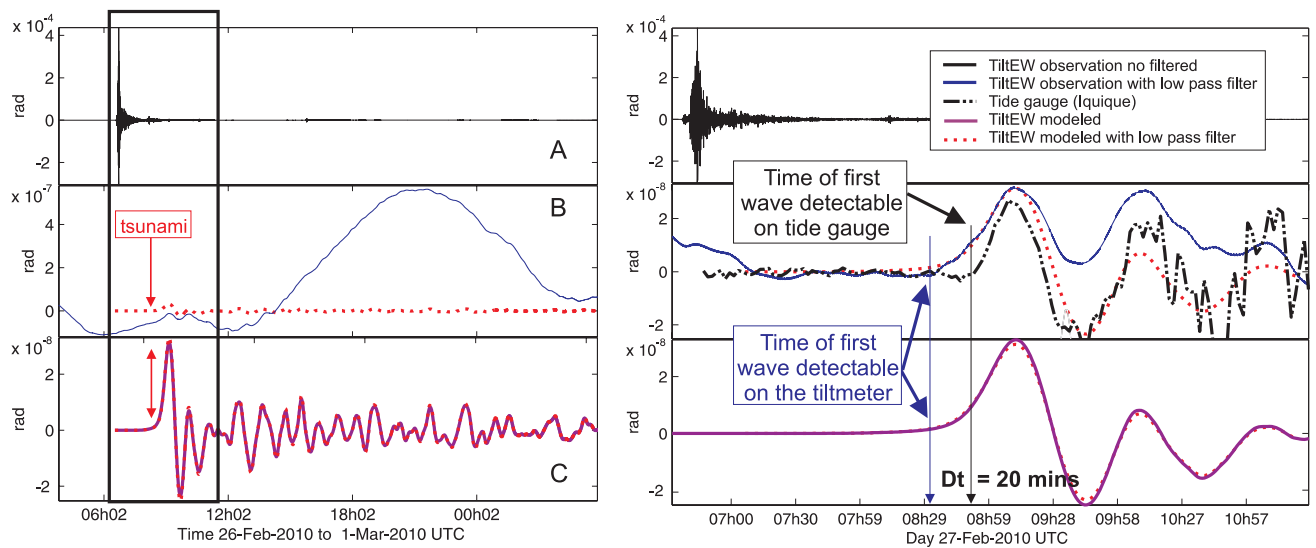 x 10-4
4
2
0
-2
rad
A
x 10-7
6
4
2
0
rad
B
tsunami
x 10-8
2
0
-2
rad
C
06h02 12h02 18h02 00h02
Time 26-Feb-2010 to 1-Mar-2010 UTC
x 10-4
4
2
0
-2
rad
TiltEW observation no filtered
TiltEW observation with low pass filter
Tide gauge (Iquique)
TiltEW modeled
TiltEW modeled with low pass filter
x 10-8
2
0
-2
rad
Time of first
wave detectable
on tide gauge
Time of first
wave detectable
on the tiltmeter
x 10-8
2
0
-2
rad
Dt = 20 mins
07h00 07h30 07h59 08h29 08h59 09h28 09h58 10h27 10h57
Day 27-Feb-2010 UTC